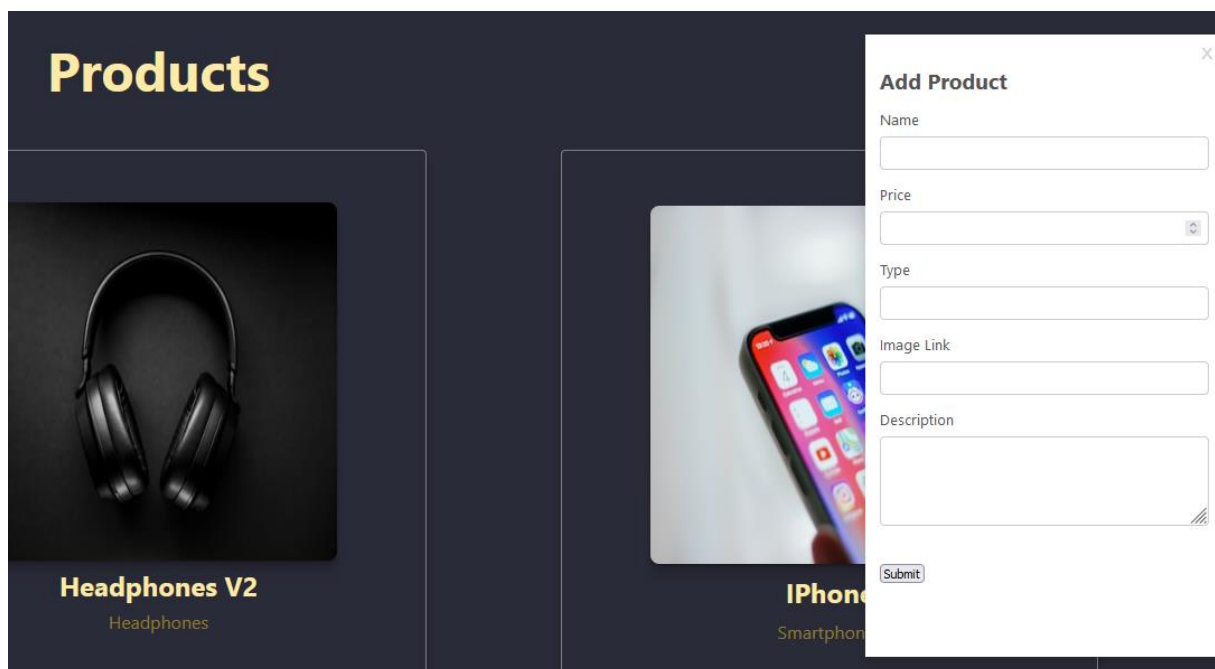 Products
X
Add Product
Name
Price
Type
Image Link
Description
Submit
Headphones V2
Headphones
IPhon
Smartphon